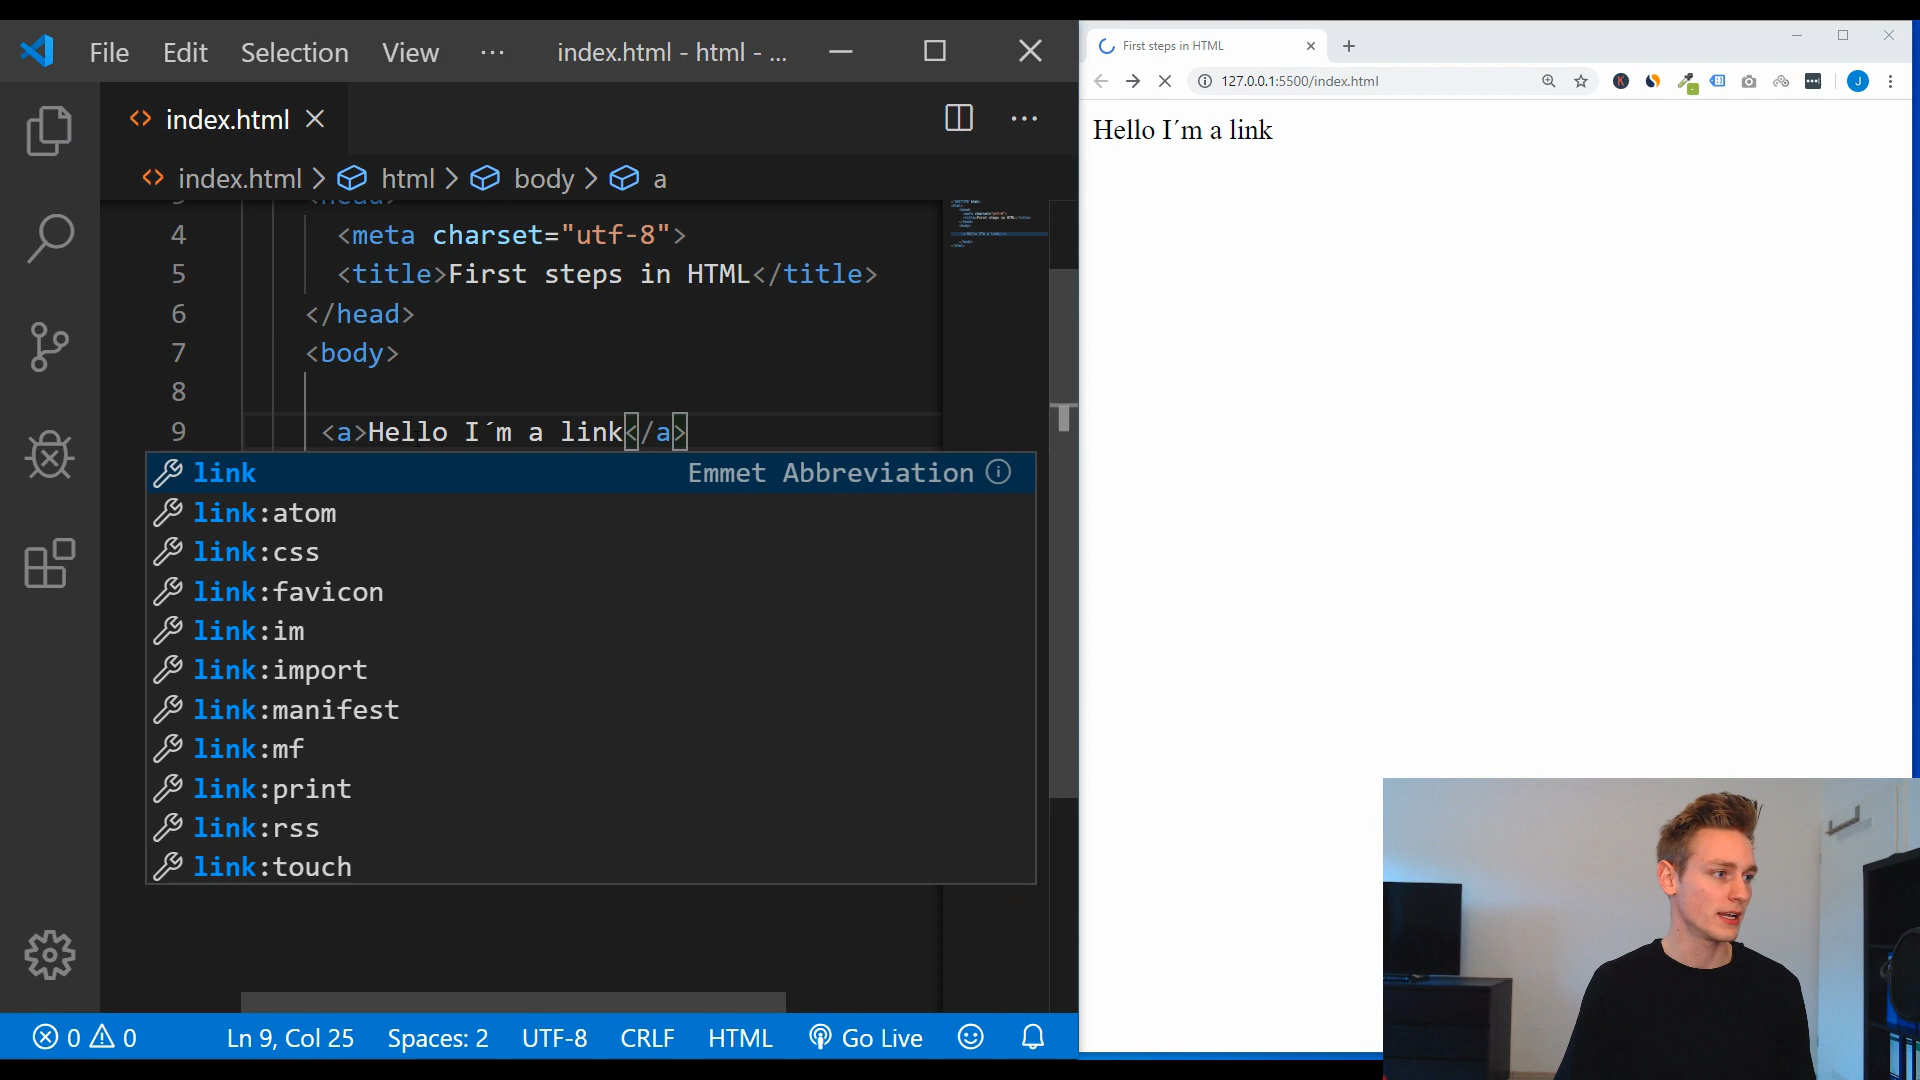 File Edit Selection View ··· index.html - html - ...
index.html
index.html > html > body > a
4 <meta charset="utf-8">
5 <title>First steps in HTML</title>
6 </head>
7 <body>
8
9 <a>Hello I´m a link</a>
link Emmet Abbreviation
link:atom
link:css
link:favicon
link:im
link:import
link:manifest
link:mf
link:print
link:rss
link:touch
0 0 Ln 9, Col 25 Spaces: 2 UTF-8 CRLF HTML Go Live
First steps in HTML
127.0.0.1:5500/index.html
J
Hello I´m a link